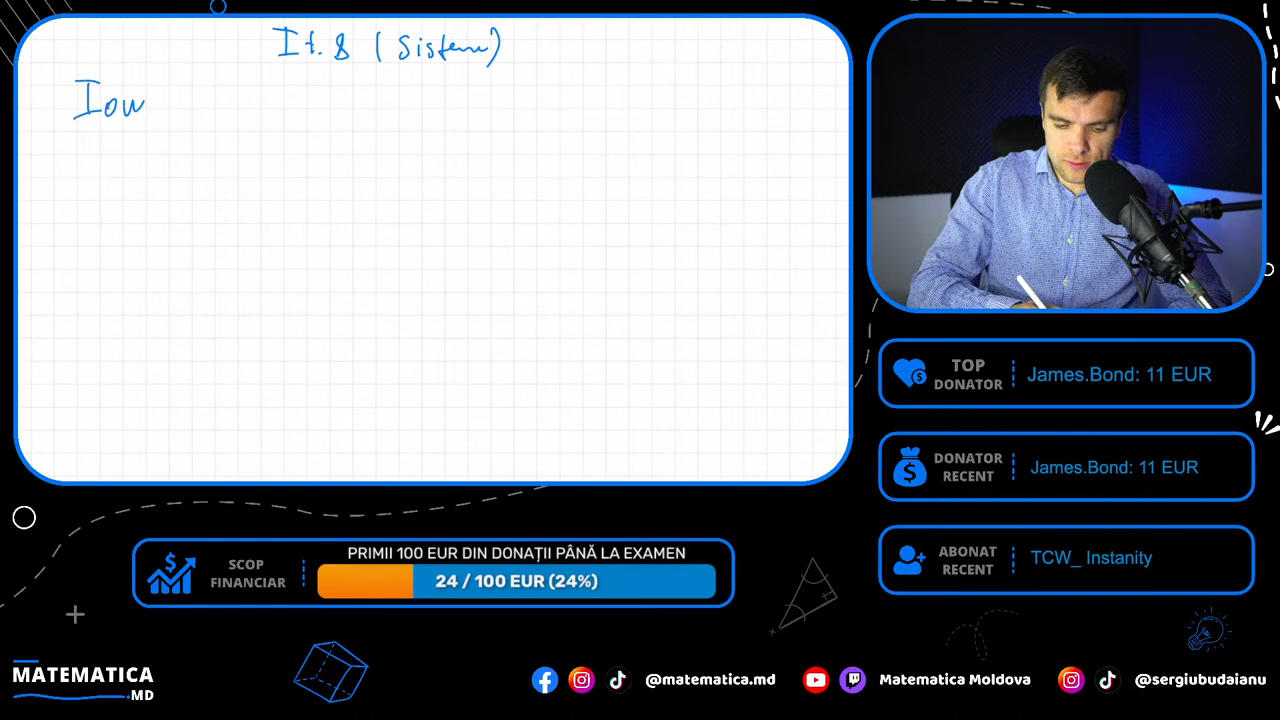 It. 8 (Sistem)
Iou
TOP
DONATOR
James.Bond: 11 EUR
DONATOR
RECENT
James.Bond: 11 EUR
ABONAT
RECENT
TCW_ Instanity
SCOP
FINANCIAR
PRIMII 100 EUR DIN DONAȚII PÂNĂ LA EXAMEN
24 / 100 EUR (24%)
MATEMATICA
.MD
@matematica.md
Matematica Moldova
@sergiubudaianu